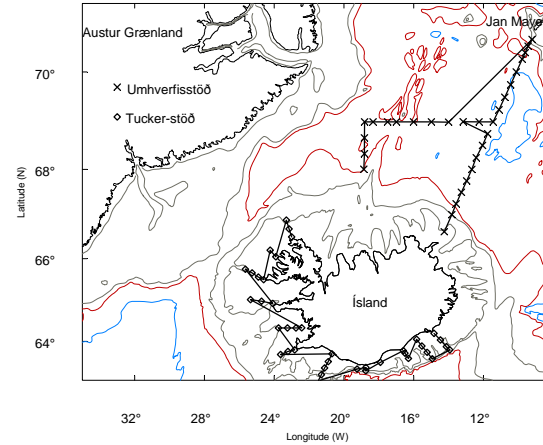 Austur Grænland
Jan Maye
70°
Umhverfisstöð
Tucker-stöð
68°
Latitude (N)
66°
Ísland
64°
32°
28°
24°
20°
16°
12°
Longitude (W)